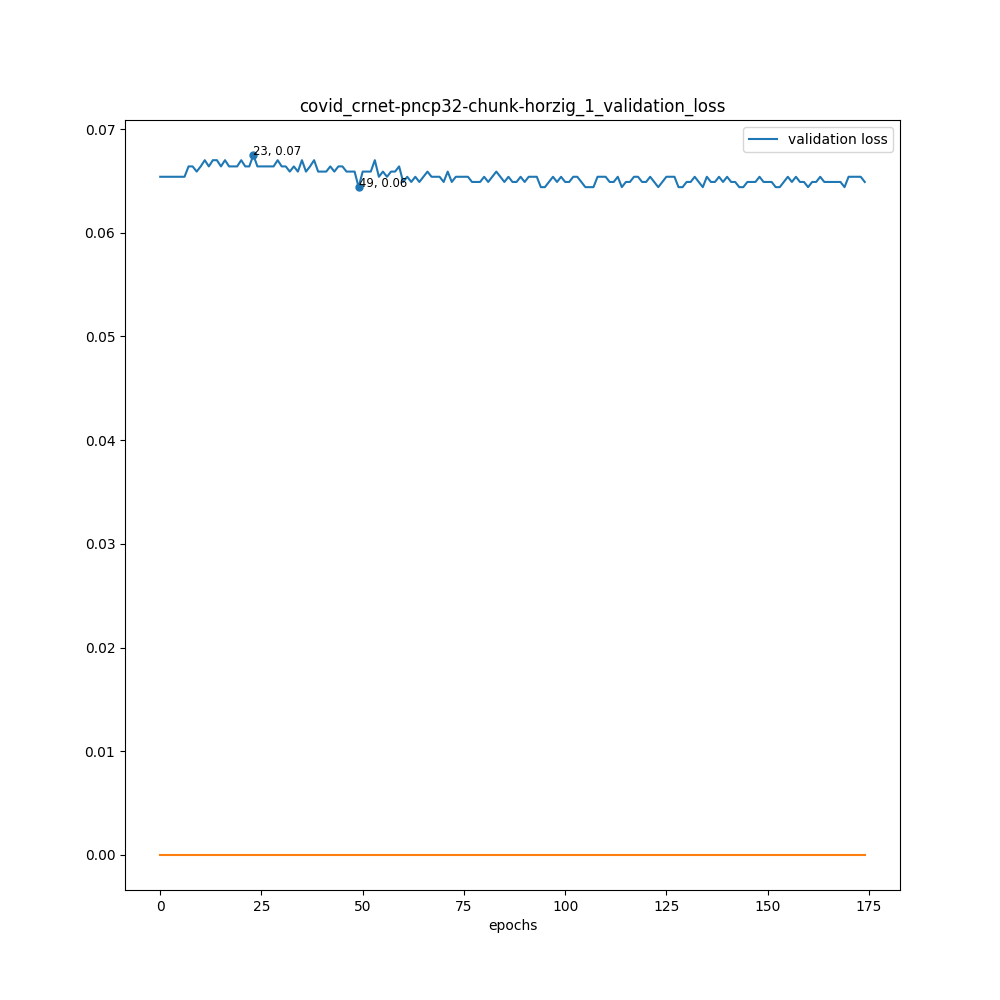 covid_crnet-pncp32-chunk-horzig_1_validation_loss
validation loss
0.07
0.06
0.05
0.04
0.03
0.02
0.01
0.00
23, 0.07
49, 0.06
0 25 50 75 100 125 150 175
epochs